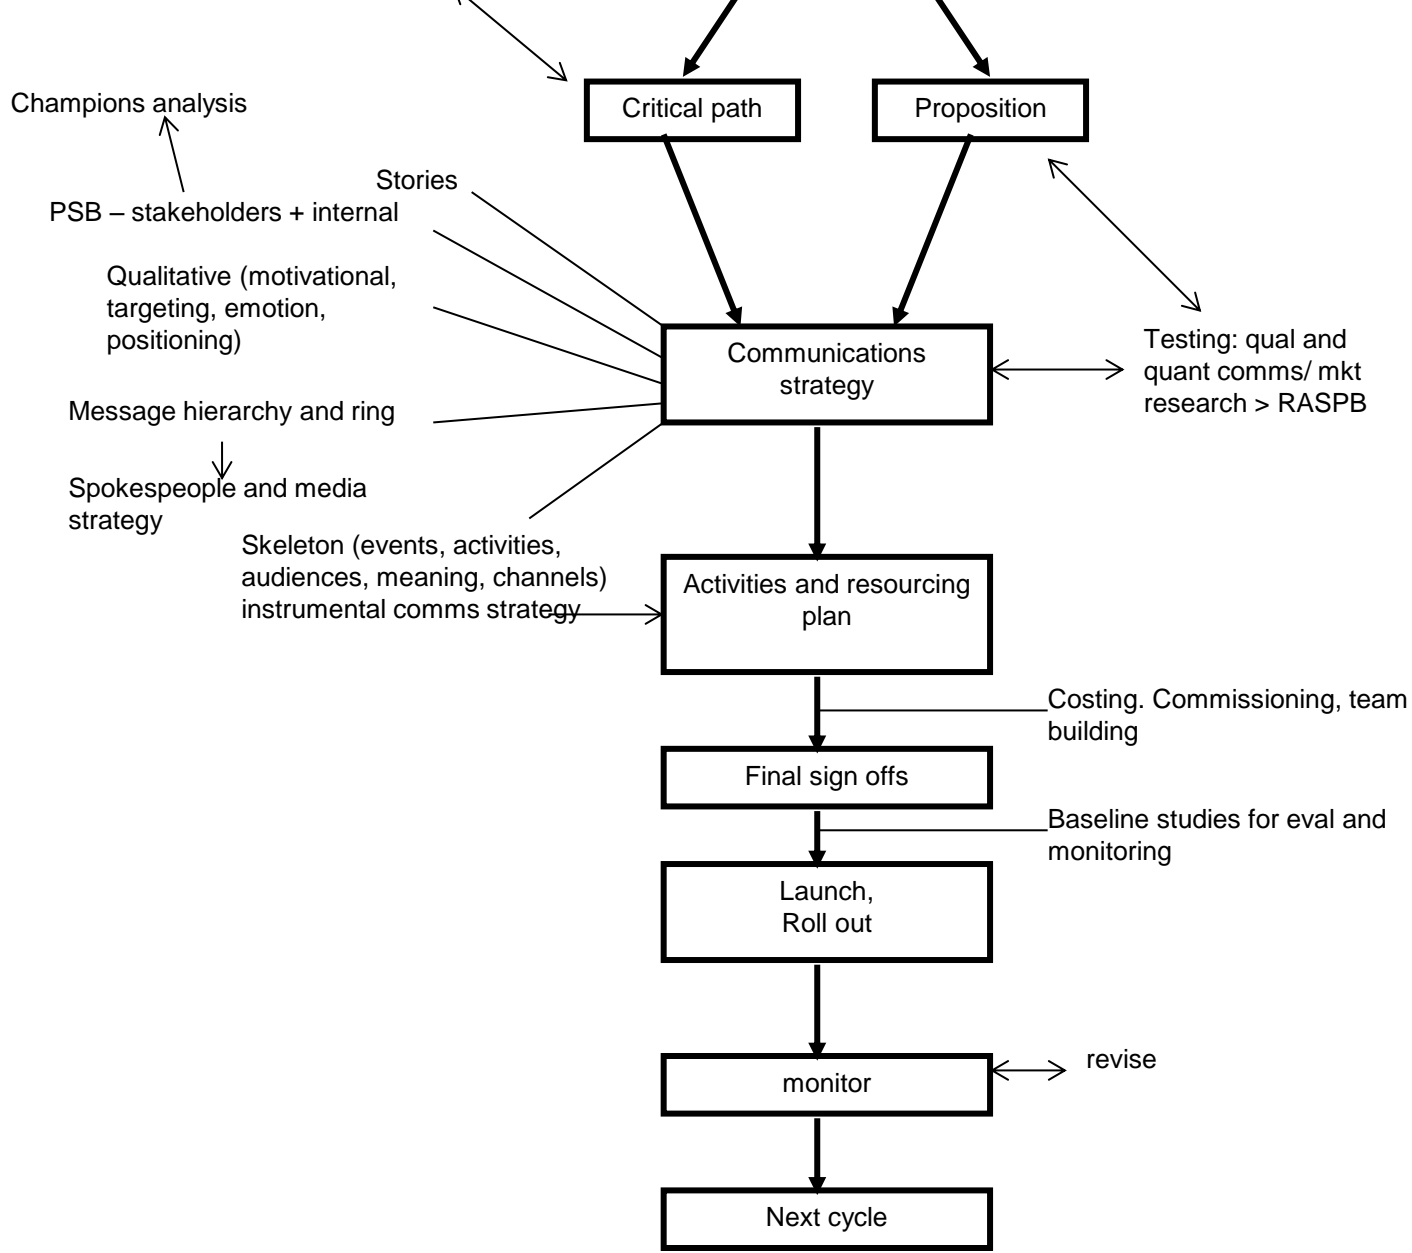 Critical path
Proposition
Champions analysis
Stories
PSB – stakeholders + internal
Qualitative (motivational,
targeting, emotion,
positioning)
Communications
strategy
Testing: qual and
quant comms/ mkt
research > RASPB
Message hierarchy and ring
Spokespeople and media
strategy
Skeleton (events, activities,
audiences, meaning, channels)
instrumental comms strategy
Activities and resourcing
plan
Costing. Commissioning, team
building
Final sign offs
Baseline studies for eval and
monitoring
Launch,
Roll out
monitor
revise
Next cycle